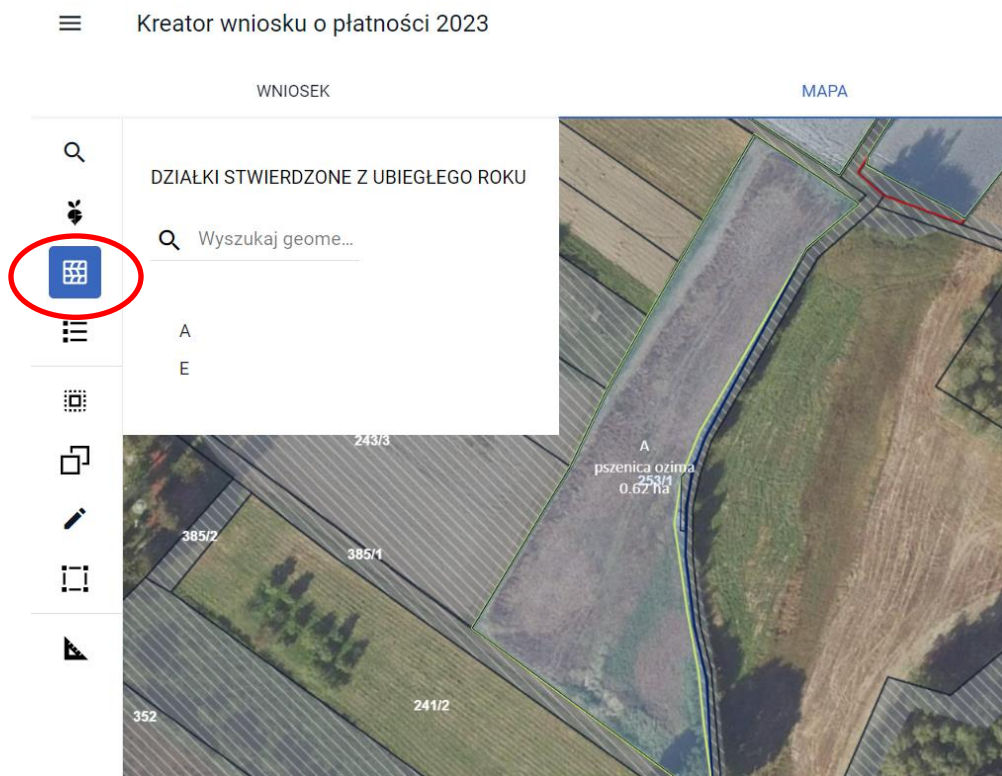 Kreator wniosku o płatności 2023
WNIOSEK
MAPA
DZIAŁKI STWIERDZONE Z UBIEGŁEGO ROKU
Wyszukaj geome...
A
E
243/3
A
pszenica ozima
253/1
0.62 ha
385/2
385/1
241/2
352